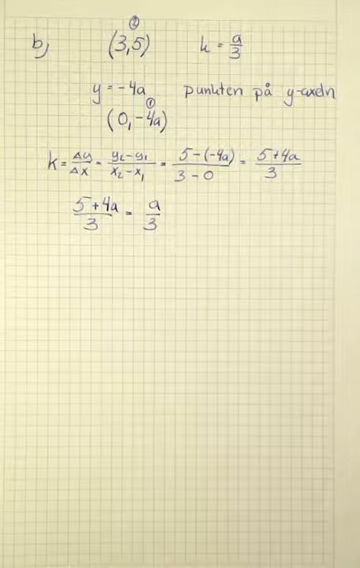 ②
b) (3,5) k = a/3
y = -4a punkten på y-axeln
①
(0,-4a)
k = Δy/Δx = y₂-y₁/x₂-x₁ = 5-(-4a)/3-0 = 5+4a/3
5+4a/3 = a/3